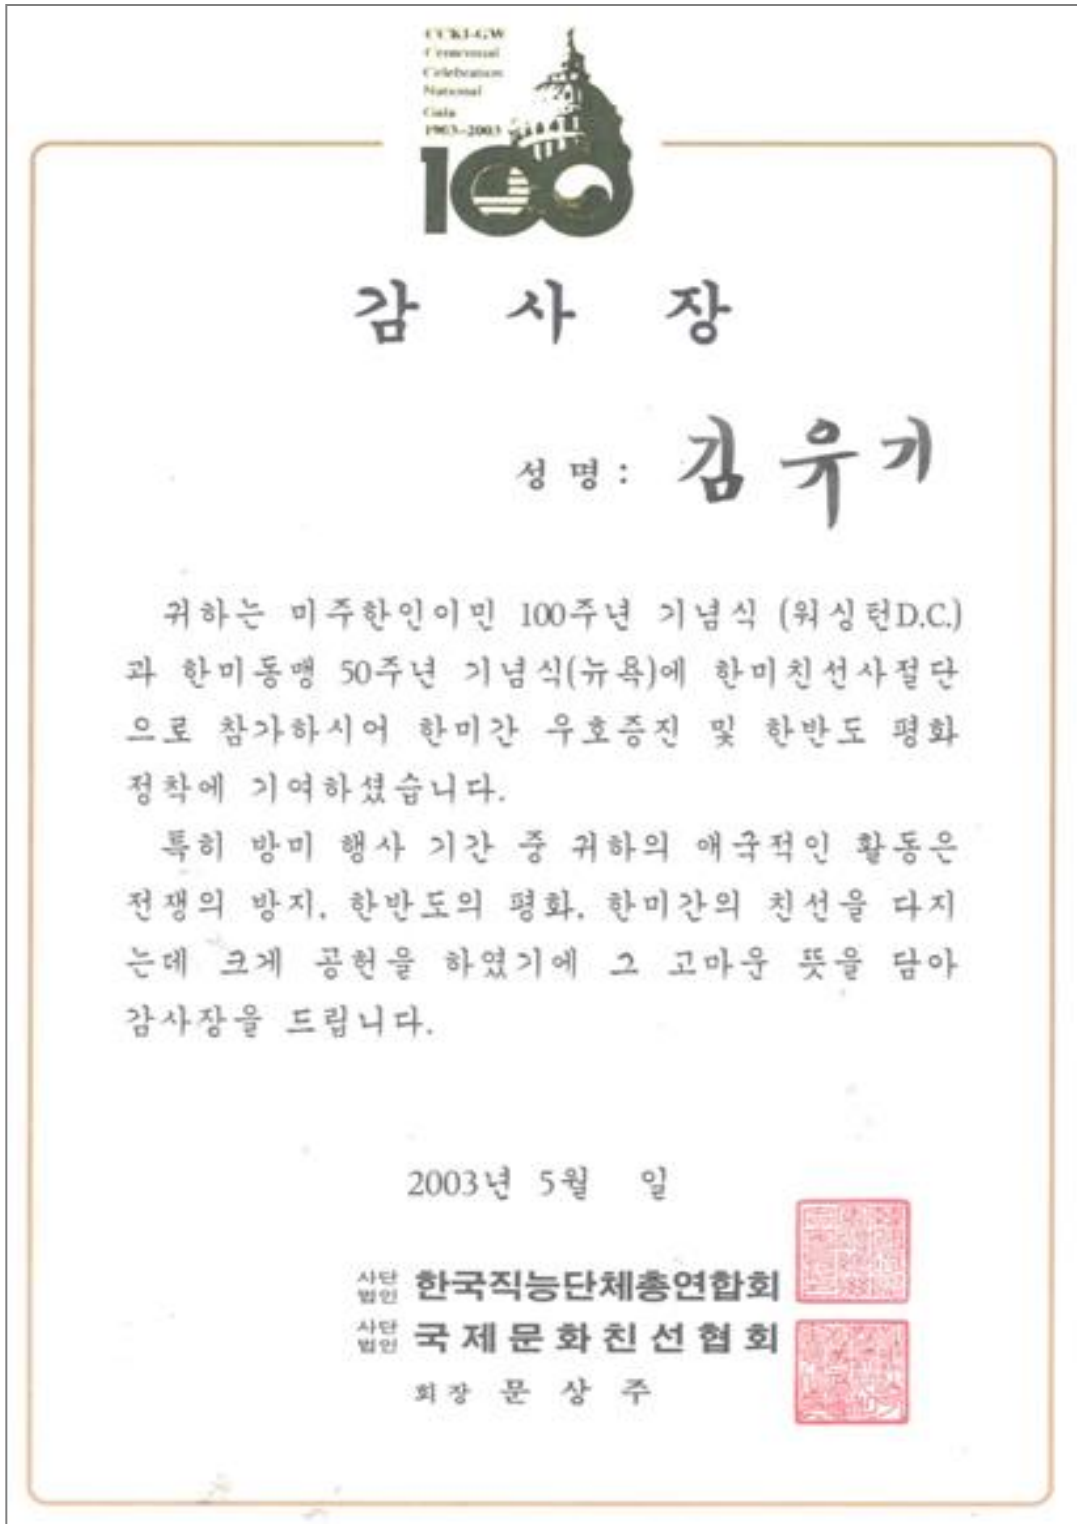 CCKI-GW
Centennial
Celebration
National
Gala
1903-2003
100
감 사 장
성 명 : 김유기
귀하는 미주한인이민 100주년 기념식 (워싱턴D.C.)
과 한미동맹 50주년 기념식(뉴욕)에 한미친선사절단
으로 참가하시어 한미간 우호증진 및 한반도 평화
정착에 기여하셨습니다.
특히 방미 행사 기간 중 귀하의 애국적인 활동은
전쟁의 방지, 한반도의 평화, 한미간의 친선을 다지
는데 크게 공헌을 하였기에 그 고마운 뜻을 담아
감사장을 드립니다.
2003년 5월 일
사단법인 한국직능단체총연합회
사단법인 국제문화친선협회
회장 문 상 주